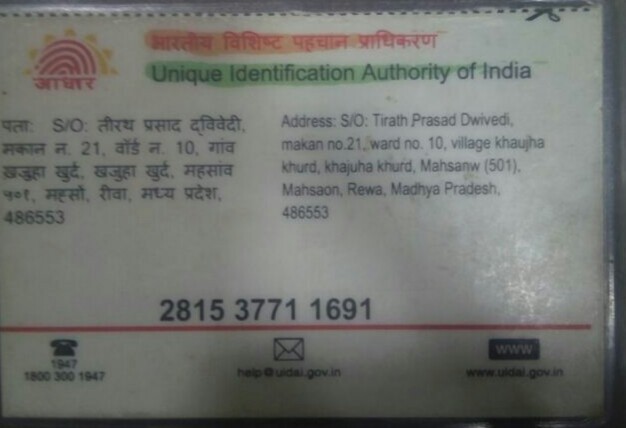 भारतीय विशिष्ट पहचान प्राधिकरण
Unique Identification Authority of India
आधार
पता: S/O: तीरथ प्रसाद द्विवेदी,
मकान न. 21, वॉर्ड न. 10, गांव
खजुहा खुर्द, खजुहा खुर्द, महसांव
५०१, महसों, रीवा, मध्य प्रदेश,
486553
Address: S/O: Tirath Prasad Dwivedi,
makan no.21, ward no. 10, village khaujha
khurd, khajuha khurd, Mahsanw (501),
Mahsaon, Rewa, Madhya Pradesh,
486553
2815 3771 1691
1947
1800 300 1947
help@uidai.gov.in
WWW
www.uidai.gov.in